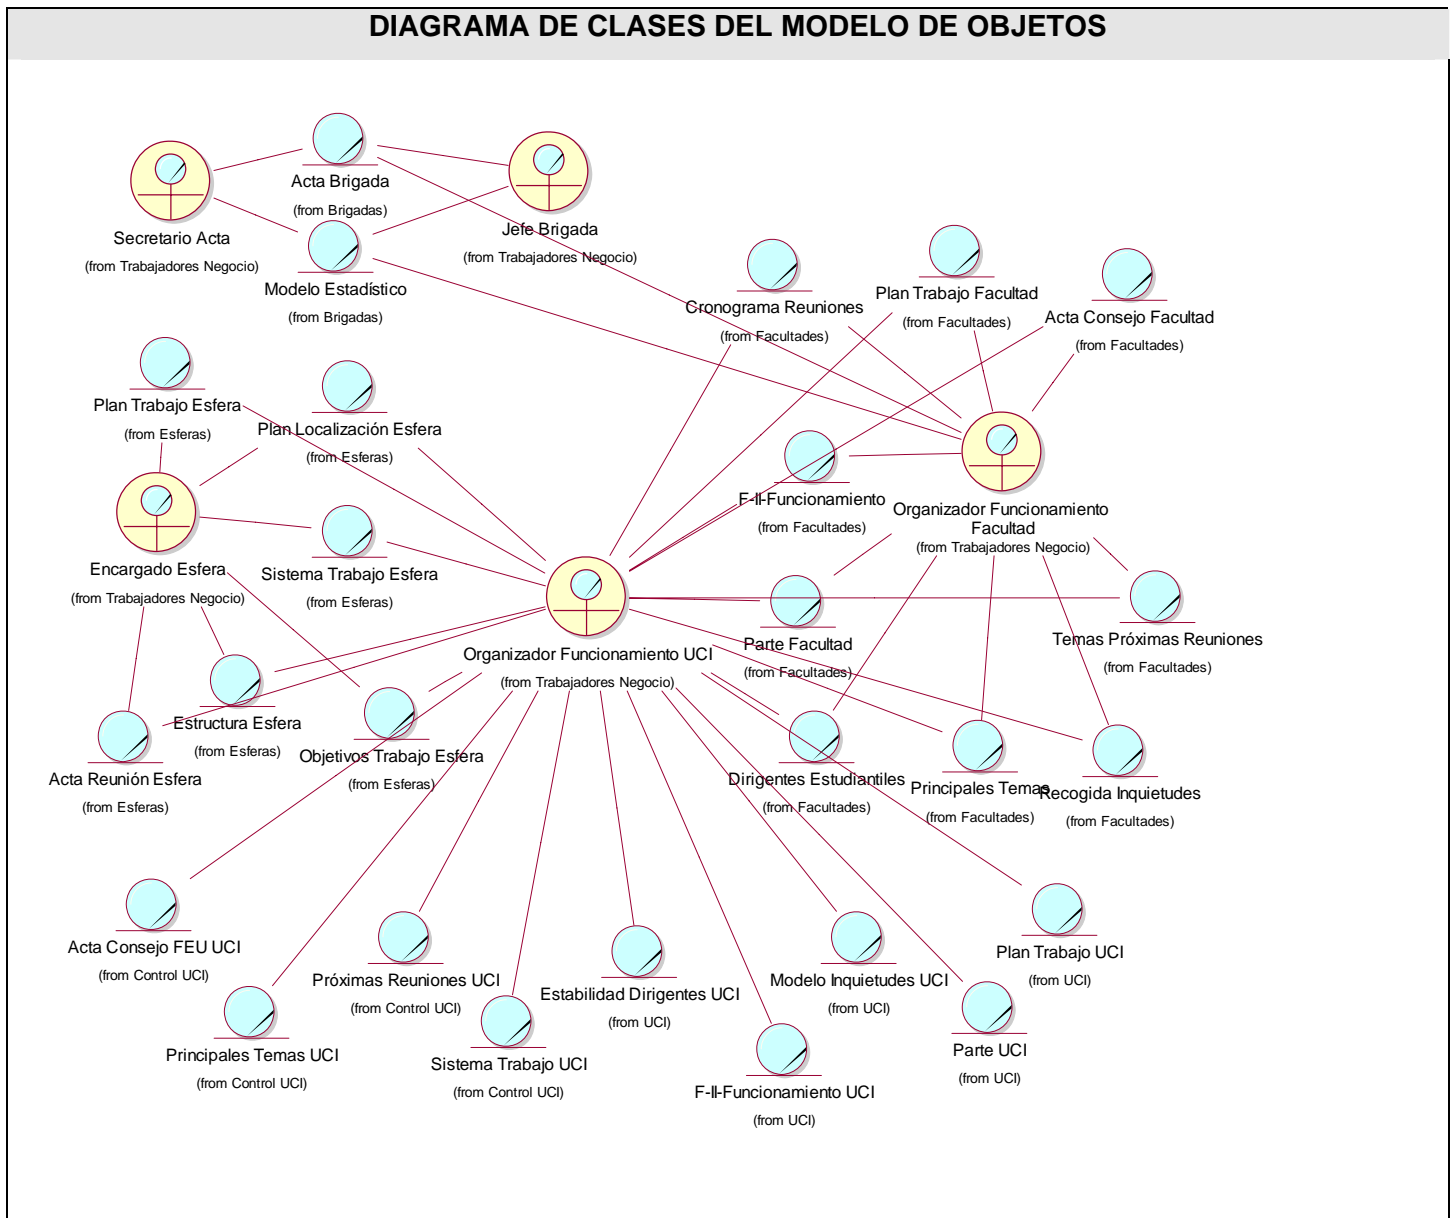 DIAGRAMA DE CLASES DEL MODELO DE OBJETOS
Acta Brigada
(from Brigadas)
Secretario Acta
(from Trabajadores Negocio)
Jefe Brigada
(from Trabajadores Negocio)
Modelo Estadístico
(from Brigadas)
Cronograma Reuniones
(from Facultades)
Plan Trabajo Facultad
(from Facultades)
Acta Consejo Facultad
(from Facultades)
Plan Trabajo Esfera
(from Esferas)
Plan Localización Esfera
(from Esferas)
F-II-Funcionamiento
(from Facultades)
Organizador Funcionamiento
Facultad
(from Trabajadores Negocio)
Encargado Esfera
(from Trabajadores Negocio)
Sistema Trabajo Esfera
(from Esferas)
Organizador Funcionamiento UCI
(from Trabajadores Negocio)
Parte Facultad
(from Facultades)
Temas Próximas Reuniones
(from Facultades)
Estructura Esfera
(from Esferas)
Acta Reunión Esfera
(from Esferas)
Objetivos Trabajo Esfera
(from Esferas)
Dirigentes Estudiantiles
(from Facultades)
Principales Temas
(from Facultades)
Recogida Inquietudes
(from Facultades)
Acta Consejo FEU UCI
(from Control UCI)
Próximas Reuniones UCI
(from Control UCI)
Estabilidad Dirigentes UCI
(from UCI)
Modelo Inquietudes UCI
(from UCI)
Plan Trabajo UCI
(from UCI)
Principales Temas UCI
(from Control UCI)
Sistema Trabajo UCI
(from Control UCI)
F-II-Funcionamiento UCI
(from UCI)
Parte UCI
(from UCI)